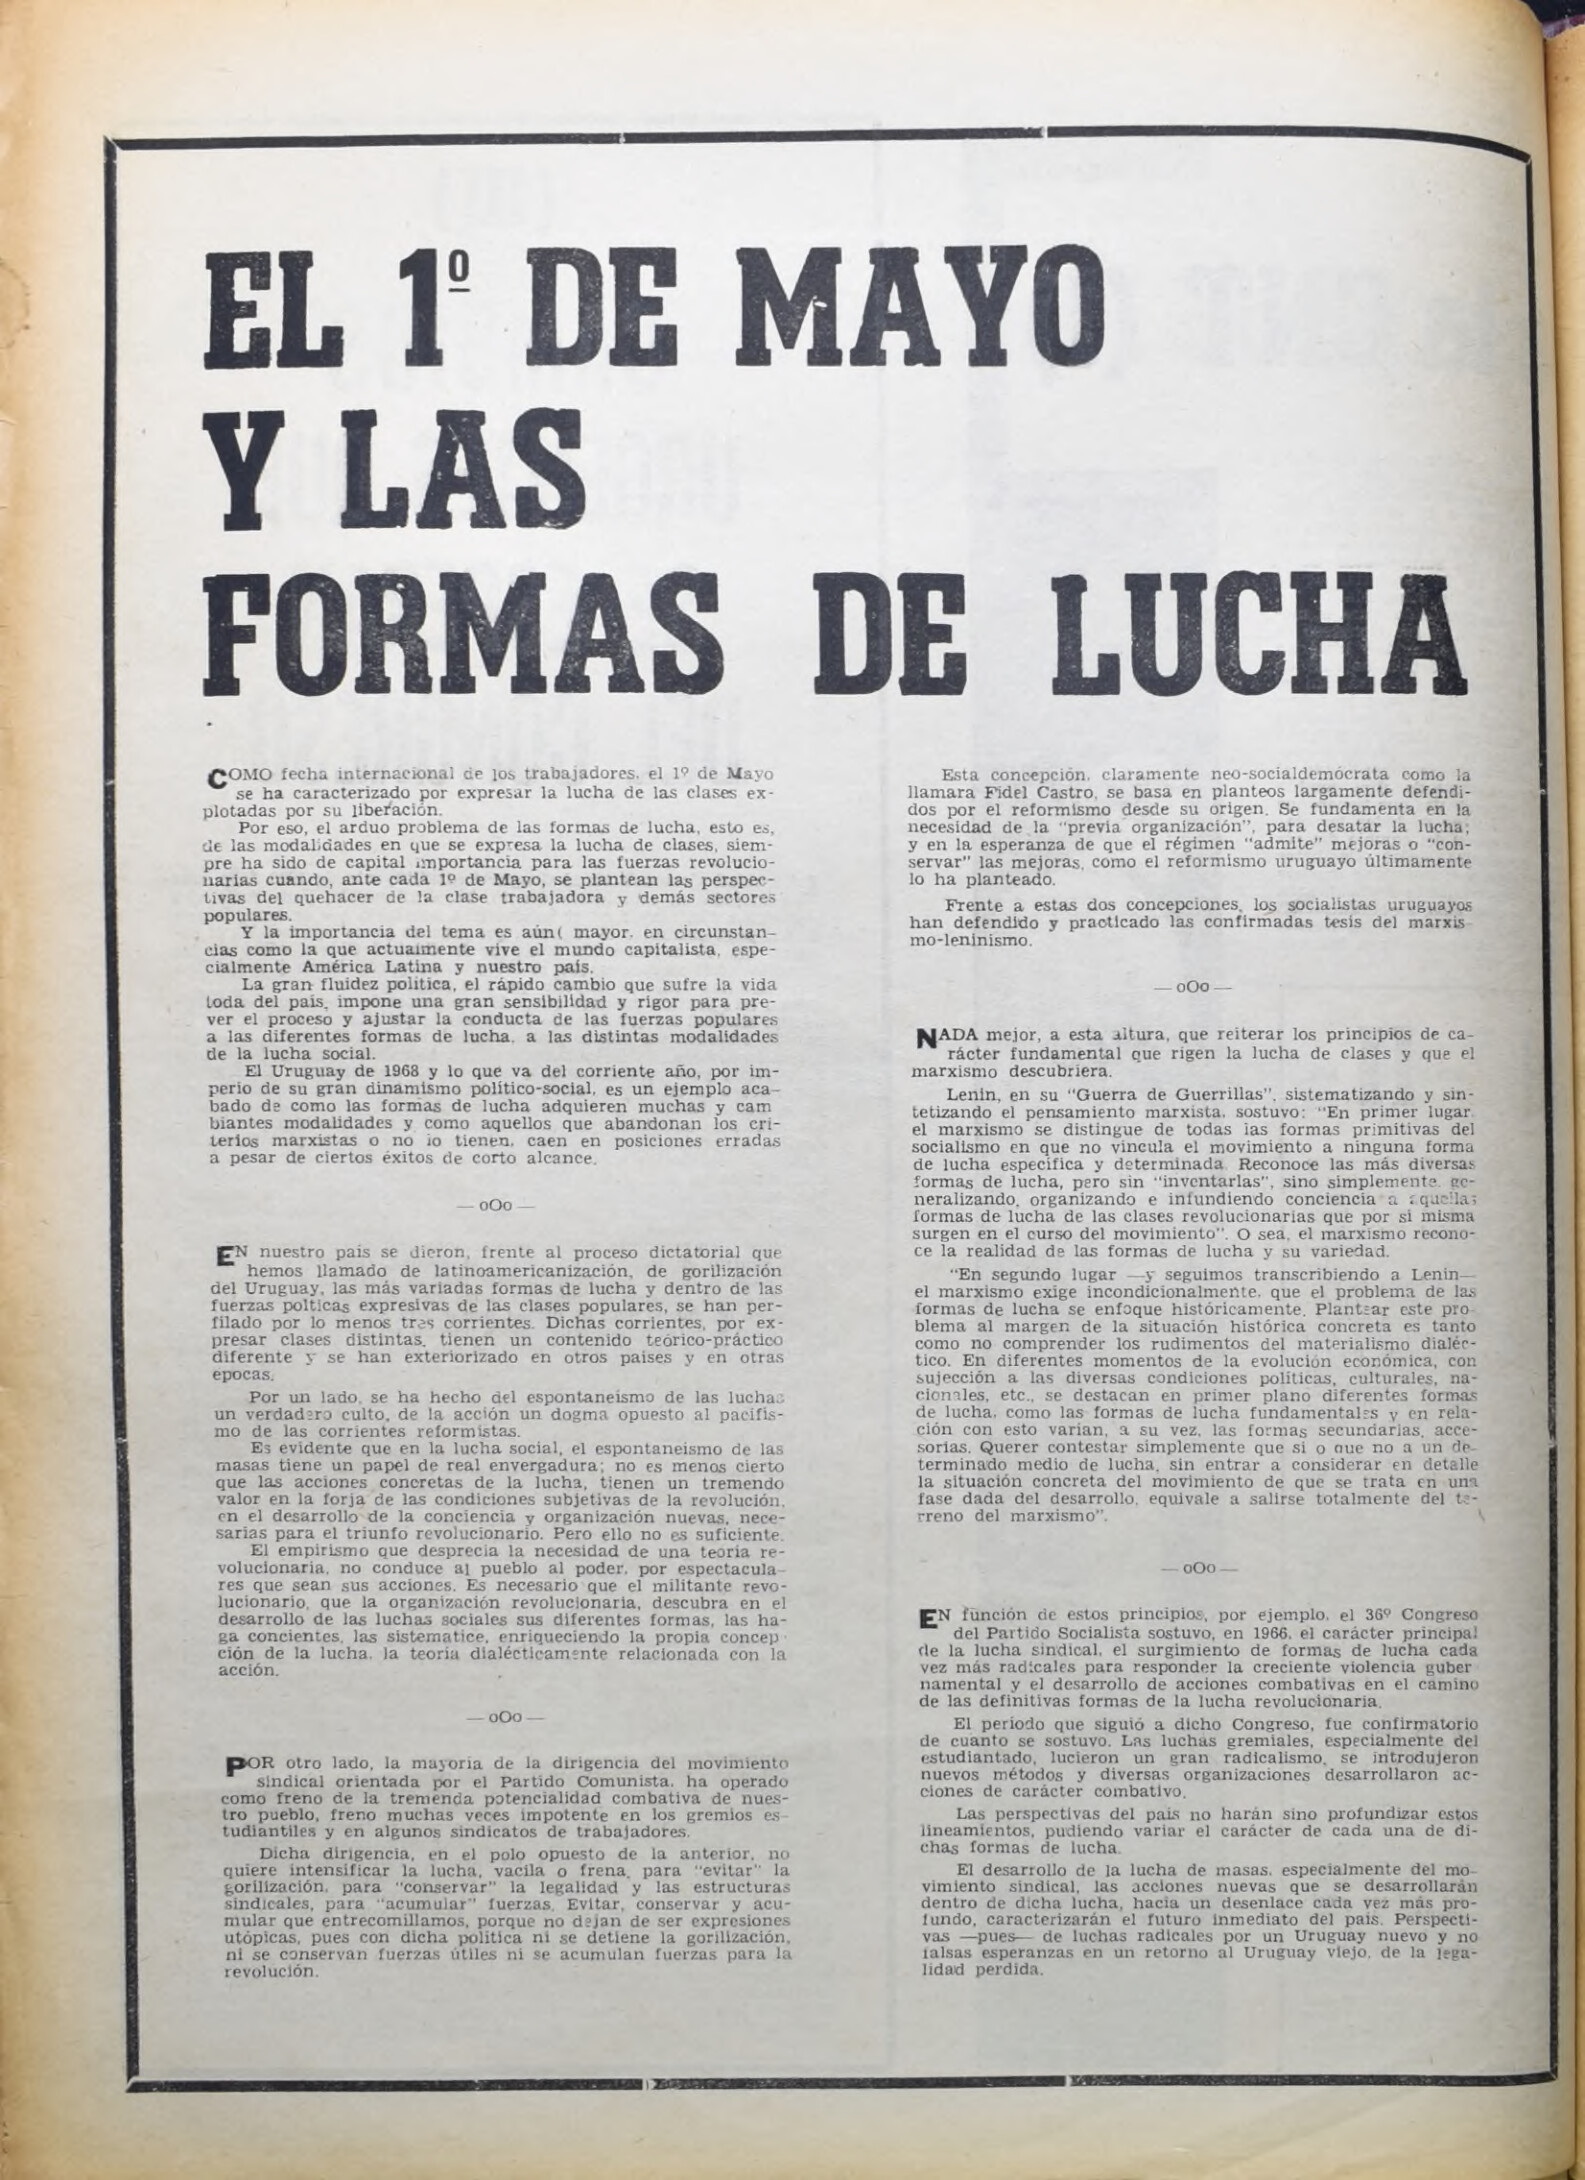 EL 1º DE MAYO
Y LAS
FORMAS DE LUCHA
COMO fecha internacional de los trabajadores, el 1º de Mayo
se ha caracterizado por expresar la lucha de las clases ex-
plotadas por su liberación.
Por eso, el arduo problema de las formas de lucha, esto es,
de las modalidades en que se expresa la lucha de clases, siem-
pre ha sido de capital importancia para las fuerzas revolucio-
narias cuando, ante cada 1º de Mayo, se plantean las perspec-
tivas del quehacer de la clase trabajadora y demás sectores
populares.
Y la importancia del tema es aún( mayor. en circunstan-
cias como la que actualmente vive el mundo capitalista, espe-
cialmente América Latina y nuestro país.
La gran fluidez política, el rápido cambio que sufre la vida
toda del país, impone una gran sensibilidad y rigor para pre-
ver el proceso y ajustar la conducta de las fuerzas populares
a las diferentes formas de lucha. a las distintas modalidades
de la lucha social.
El Uruguay de 1968 y lo que va del corriente año, por im-
perio de su gran dinamismo político-social, es un ejemplo aca-
bado de como las formas de lucha adquieren muchas y cam
biantes modalidades y como aquellos que abandonan los cri-
terios marxistas o no lo tienen, caen en posiciones erradas
a pesar de ciertos éxitos de corto alcance.
— oOo —
EN nuestro país se dieron, frente al proceso dictatorial que
hemos llamado de latinoamericanización, de gorilización
del Uruguay, las más variadas formas de lucha y dentro de las
fuerzas polticas expresivas de las clases populares, se han per-
filado por lo menos tres corrientes. Dichas corrientes, por ex-
presar clases distintas, tienen un contenido teórico-práctico
diferente y se han exteriorizado en otros países y en otras
epocas.
Por un lado, se ha hecho del espontaneísmo de las luchas
un verdadero culto, de la acción un dogma opuesto al pacifis-
mo de las corrientes reformistas.
Es evidente que en la lucha social, el espontaneismo de las
masas tiene un papel de real envergadura; no es menos cierto
que las acciones concretas de la lucha, tienen un tremendo
valor en la forja de las condiciones subjetivas de la revolución,
en el desarrollo de la conciencia y organización nuevas, nece-
sarias para el triunfo revolucionario. Pero ello no es suficiente.
El empirismo que desprecia la necesidad de una teoría re-
volucionaria, no conduce al pueblo al poder, por espectacula-
res que sean sus acciones. Es necesario que el militante revo-
lucionario, que la organización revolucionaria, descubra en el
desarrollo de las luchas sociales sus diferentes formas, las ha-
ga concientes, las sistematice, enriqueciendo la propia concep-
ción de la lucha, la teoría dialécticamente relacionada con la
acción.
— oOo —
POR otro lado, la mayoría de la dirigencia del movimiento
sindical orientada por el Partido Comunista, ha operado
como freno de la tremenda potencialidad combativa de nues-
tro pueblo, freno muchas veces impotente en los gremios es-
tudiantiles y en algunos sindicatos de trabajadores.
Dicha dirigencia, en el polo opuesto de la anterior, no
quiere intensificar la lucha, vacila o frena, para "evitar" la
gorilización, para "conservar" la legalidad y las estructuras
sindicales, para "acumular" fuerzas. Evitar, conservar y acu-
mular que entrecomillamos, porque no dejan de ser expresiones
utópicas, pues con dicha política ni se detiene la gorilización,
ni se conservan fuerzas útiles ni se acumulan fuerzas para la
revolución.
Esta concepción, claramente neo-socialdemócrata como la
llamara Fidel Castro, se basa en planteos largamente defendi-
dos por el reformismo desde su origen. Se fundamenta en la
necesidad de la "previa organización", para desatar la lucha;
y en la esperanza de que el régimen "admite" mejoras o "con-
servar" las mejoras, como el reformismo uruguayo últimamente
lo ha planteado.
Frente a estas dos concepciones, los socialistas uruguayos
han defendido y practicado las confirmadas tesis del marxis-
mo-leninismo.
— oOo —
NADA mejor, a esta altura, que reiterar los principios de ca-
rácter fundamental que rigen la lucha de clases y que el
marxismo descubriera.
Lenin, en su "Guerra de Guerrillas", sistematizando y sin-
tetizando el pensamiento marxista, sostuvo: "En primer lugar
el marxismo se distingue de todas las formas primitivas del
socialismo en que no vincula el movimiento a ninguna forma
de lucha específica y determinada. Reconoce las más diversas
formas de lucha, pero sin "inventarlas", sino simplemente. ge-
neralizando, organizando e infundiendo conciencia a aquellas
formas de lucha de las clases revolucionarias que por sí misma
surgen en el curso del movimiento". O sea, el marxismo recono-
ce la realidad de las formas de lucha y su variedad.
"En segundo lugar —y seguimos transcribiendo a Lenin—
el marxismo exige incondicionalmente, que el problema de las
formas de lucha se enfoque históricamente. Plantear este pro
blema al margen de la situación histórica concreta es tanto
como no comprender los rudimentos del materialismo dialéc-
tico. En diferentes momentos de la evolución económica, con
sujección a las diversas condiciones políticas, culturales, na-
cionales, etc., se destacan en primer plano diferentes formas
de lucha, como las formas de lucha fundamentales y en rela-
ción con esto varían, a su vez, las formas secundarias, acce-
sorias. Querer contestar simplemente que si o que no a un de-
terminado medio de lucha, sin entrar a considerar en detalle
la situación concreta del movimiento de que se trata en una
fase dada del desarrollo, equivale a salirse totalmente del te-
rreno del marxismo".
— oOo —
EN función de estos principios, por ejemplo, el 36º Congreso
del Partido Socialista sostuvo, en 1966, el carácter principal
de la lucha sindical, el surgimiento de formas de lucha cada
vez más radicales para responder la creciente violencia guber
namental y el desarrollo de acciones combativas en el camino
de las definitivas formas de la lucha revolucionaria.
El período que siguió a dicho Congreso, fue confirmatorio
de cuanto se sostuvo. Las luchas gremiales, especialmente del
estudiantado, lucieron un gran radicalismo, se introdujeron
nuevos métodos y diversas organizaciones desarrollaron ac-
ciones de carácter combativo.
Las perspectivas del país no harán sino profundizar estos
lineamientos, pudiendo variar el carácter de cada una de di-
chas formas de lucha.
El desarrollo de la lucha de masas, especialmente del mo-
vimiento sindical, las acciones nuevas que se desarrollarán
dentro de dicha lucha, hacia un desenlace cada vez más pro-
fundo, caracterizarán el futuro inmediato del país. Perspecti-
vas —pues— de luchas radicales por un Uruguay nuevo y no
falsas esperanzas en un retorno al Uruguay viejo, de la lega-
lidad perdida.